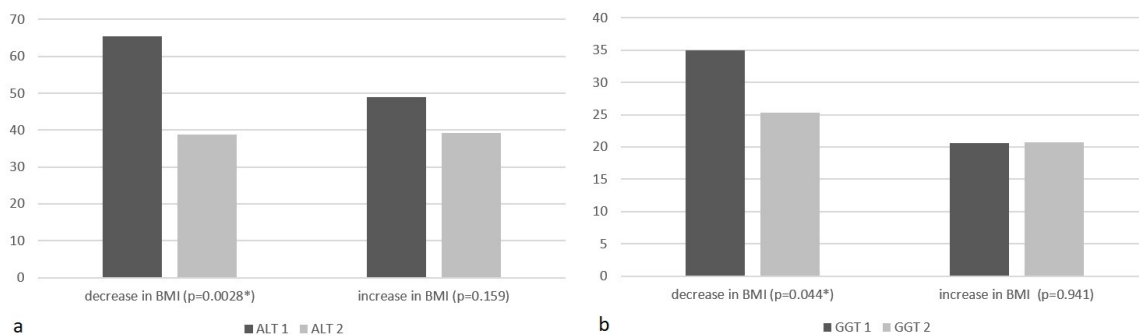 70
60
50
40
30
20
10
0
decrease in BMI (p=0.0028*) increase in BMI (p=0.159)
a
ALT 1 ALT 2
40
35
30
25
20
15
10
5
0
decrease in BMI (p=0.044*) increase in BMI (p=0.941)
b
GGT 1 GGT 2